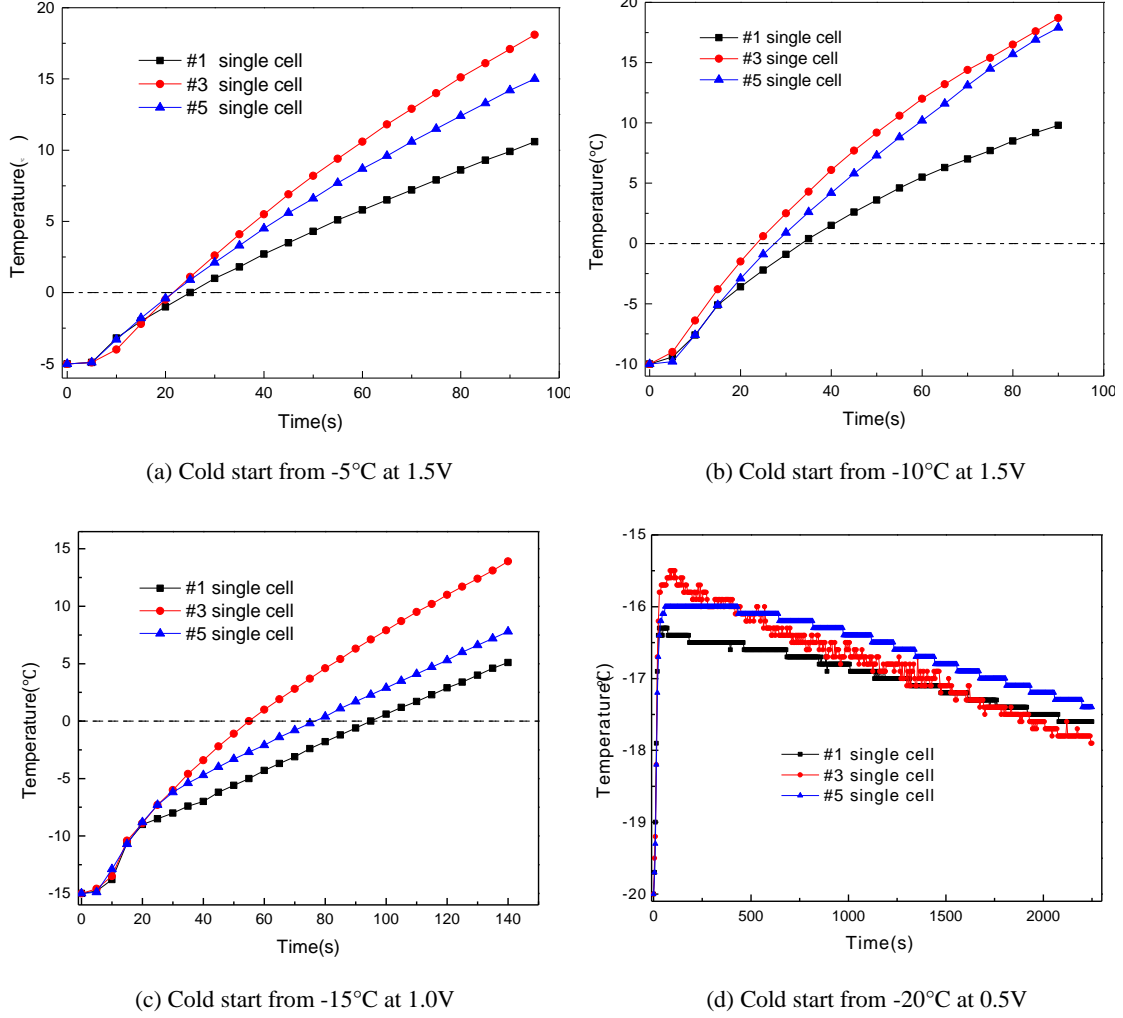 20
15
10
5
0
-5
Temperature( )
#1 single cell
#3 single cell
#5 single cell
0 20 40 60 80 100
Time(s)
(a) Cold start from -5°C at 1.5V
20
15
10
5
0
-5
-10
Temperature(°C)
#1 single cell
#3 singe cell
#5 single cell
0 20 40 60 80 100
Time(s)
(b) Cold start from -10°C at 1.5V
15
10
5
0
-5
-10
-15
Temperature(°C)
#1 single cell
#3 single cell
#5 single cell
0 20 40 60 80 100 120 140
Time(s)
(c) Cold start from -15°C at 1.0V
-15
-16
-17
-18
-19
-20
Temperature(°C)
#1 single cell
#3 single cell
#5 single cell
0 500 1000 1500 2000
Time(s)
(d) Cold start from -20°C at 0.5V